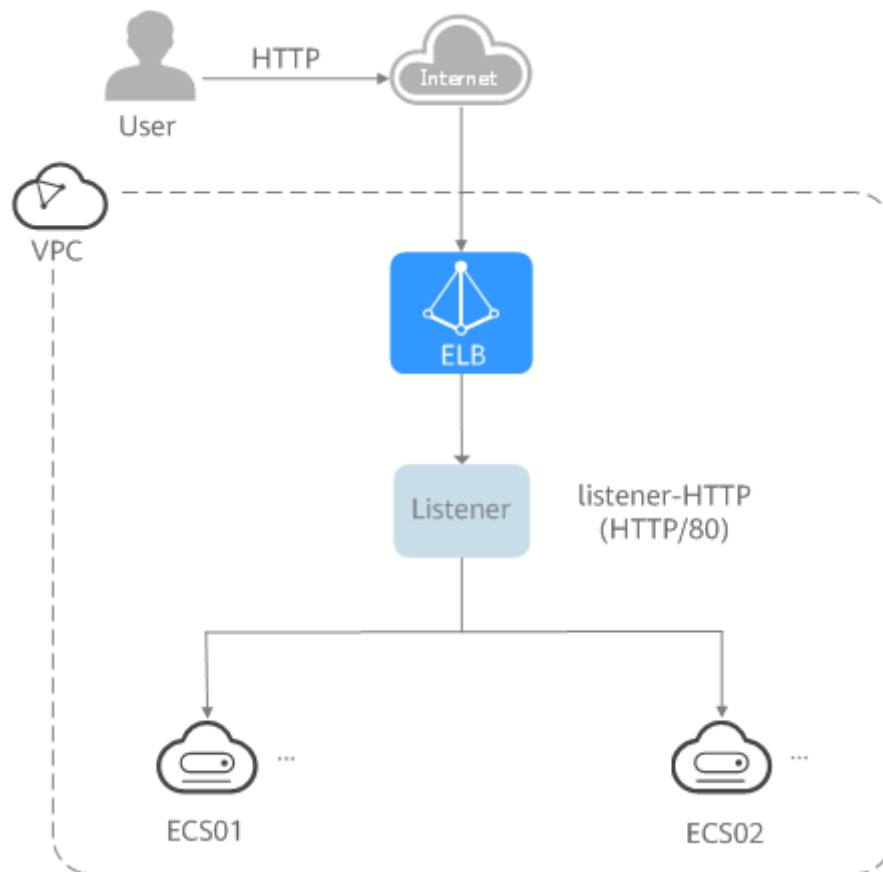 HTTP
Internet
User
VPC
ELB
Listener
listener-HTTP
(HTTP/80)
...
...
ECS01
ECS02